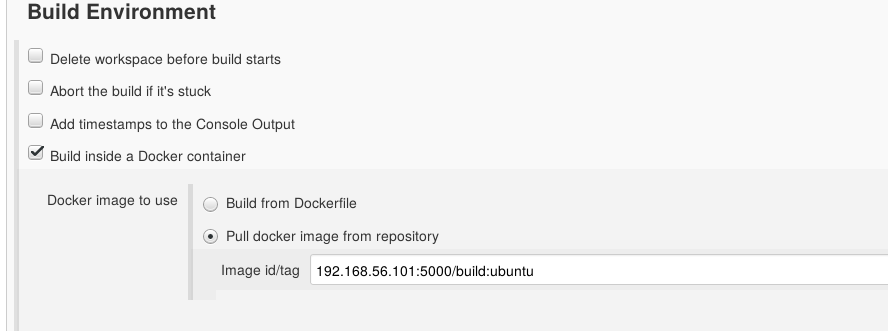 Build Environment
Delete workspace before build starts
Abort the build if it's stuck
Add timestamps to the Console Output
Build inside a Docker container
Docker image to use
Build from Dockerfile
Pull docker image from repository
Image id/tag 192.168.56.101:5000/build:ubuntu